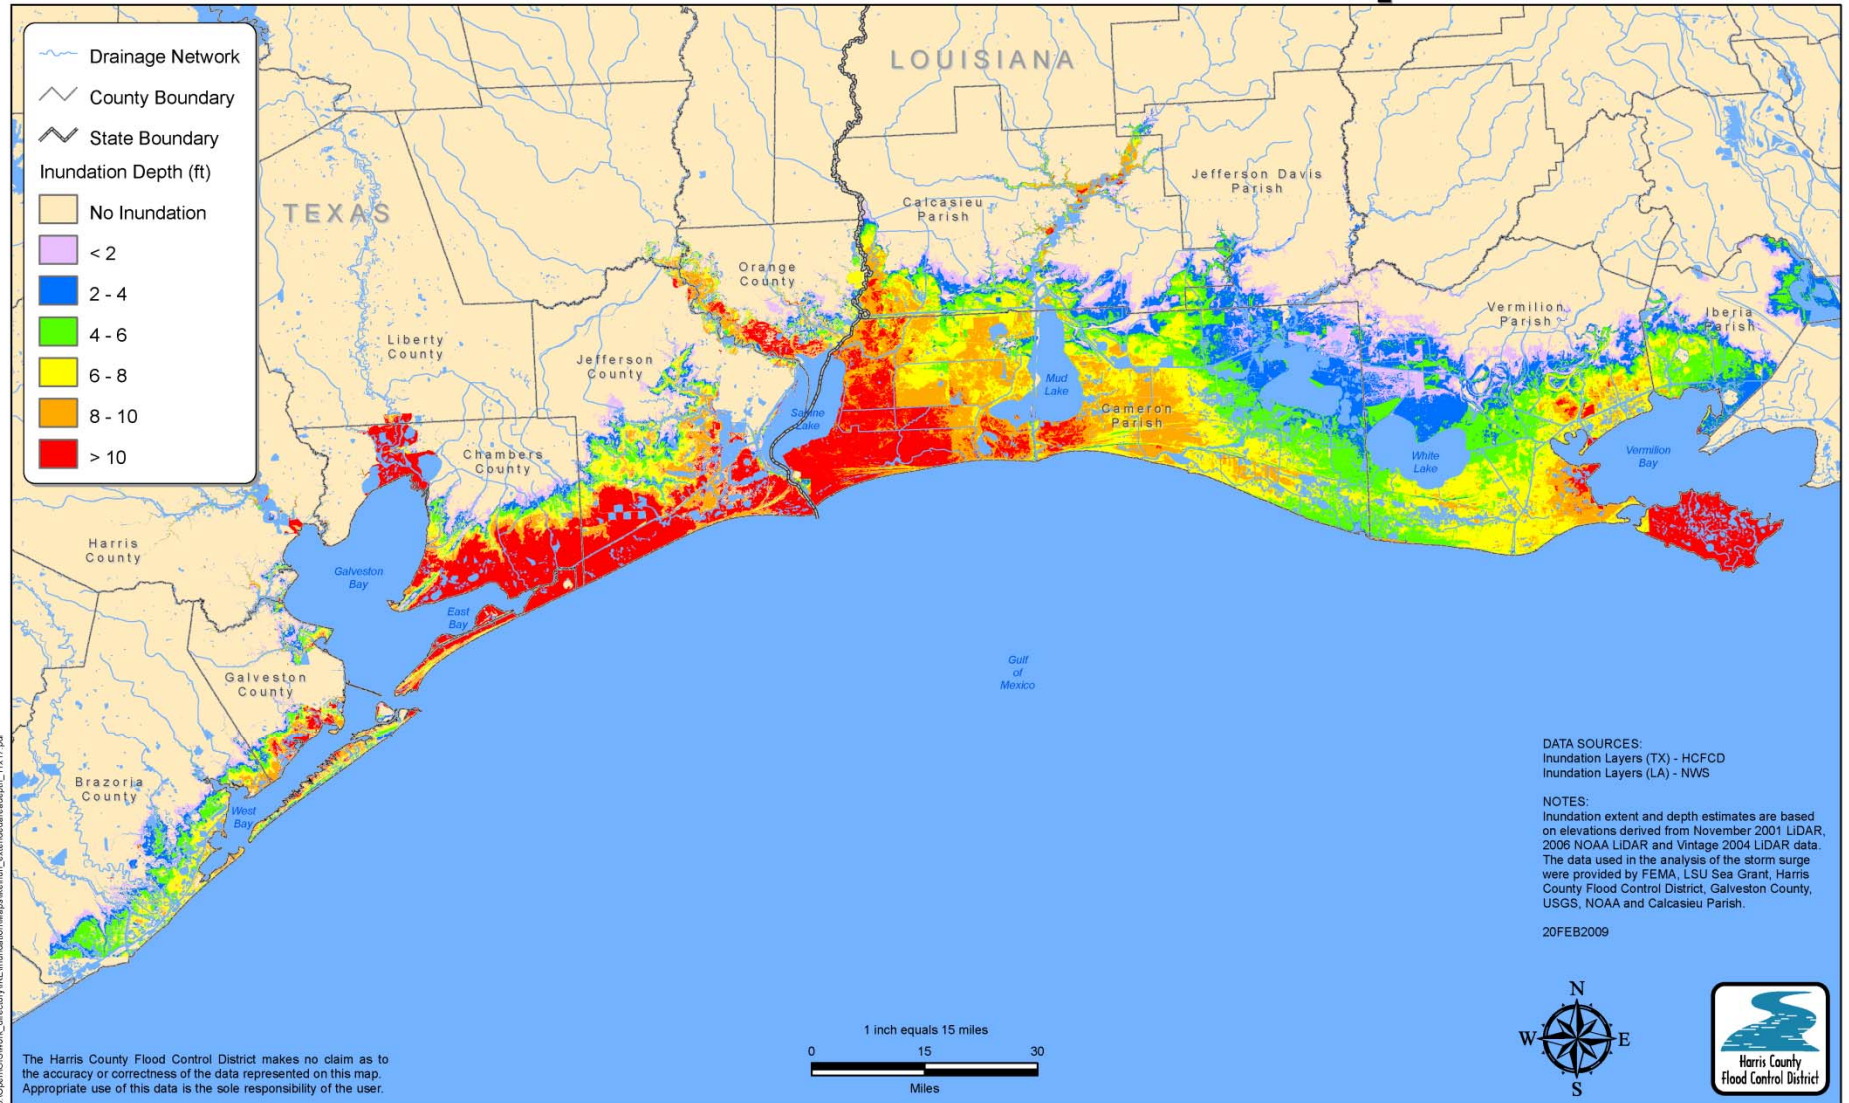 Drainage Network
County Boundary
State Boundary
Inundation Depth (ft)
No Inundation
< 2
2 - 4
4 - 6
6 - 8
8 - 10
> 10
LOUISIANA
TEXAS
Jefferson Davis
Parish
Calcasieu
Parish
Orange
County
Vermilion
Parish
Iberia
Parish
Liberty
County
Jefferson
County
Mud
Lake
Sabine
Lake
Cameron
Parish
Chambers
County
White
Lake
Vermilion
Bay
Harris
County
Galveston
Bay
East
Bay
Gulf
of
Mexico
Galveston
County
Brazoria
County
West
Bay
DATA SOURCES:
Inundation Layers (TX) - HCFCD
Inundation Layers (LA) - NWS
NOTES:
Inundation extent and depth estimates are based
on elevations derived from November 2001 LiDAR,
2006 NOAA LiDAR and Vintage 2004 LiDAR data.
The data used in the analysis of the storm surge
were provided by FEMA, LSU Sea Grant, Harris
County Flood Control District, Galveston County,
USGS, NOAA and Calcasieu Parish.
20FEB2009
N
W E
S
Harris County
Flood Control District
1 inch equals 15 miles
0 15 30
Miles
The Harris County Flood Control District makes no claim as to
the accuracy or correctness of the data represented on this map.
Appropriate use of this data is the sole responsibility of the user.